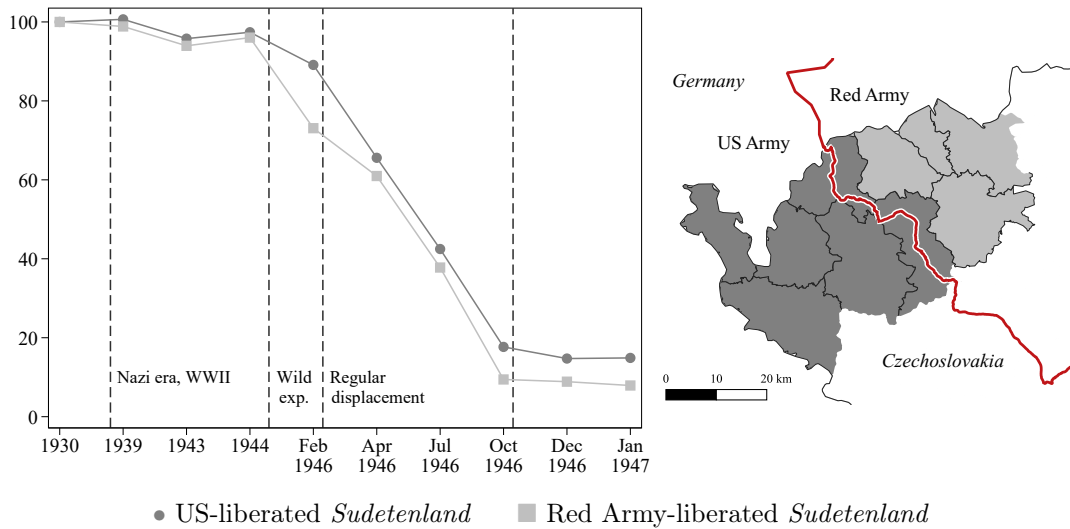 100
80
60
40
20
0
Nazi era, WWII
Wild
exp.
Regular
displacement
1930
1939
1943
1944
Feb
1946
Apr
1946
Jul
1946
Oct
1946
Dec
1946
Jan
1947
Germany
Red Army
US Army
Czechoslovakia
0 10 20 km
US-liberated Sudetenland
Red Army-liberated Sudetenland